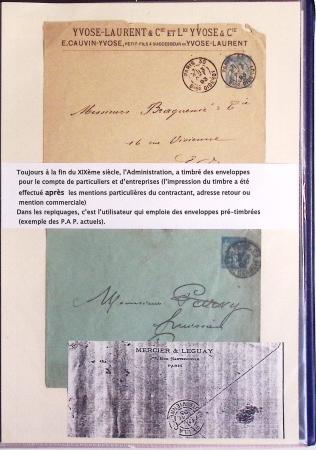 YVOSE-LAURENT & Cie ET Ls YVOSE & Cie
E. CAUVIN-YVOSE, PETIT-FILS & SUCCESSEUR DE YVOSE-LAURENT
PARIS
Messieurs Braquenié & Cie
16 rue Vivienne
Toujours à la fin du XIXème siècle, l'Administration, a timbré des enveloppes
pour le compte de particuliers et d'entreprises (l'impression du timbre a été
effectué après les mentions particulières du contractant, adresse retour ou
mention commerciale)
Dans les repiquages, c'est l'utilisateur qui emploie des enveloppes pré-timbrées
(exemple des P.A.P. actuels).
Monsieur
MERCIER & LEGUAY
PARIS